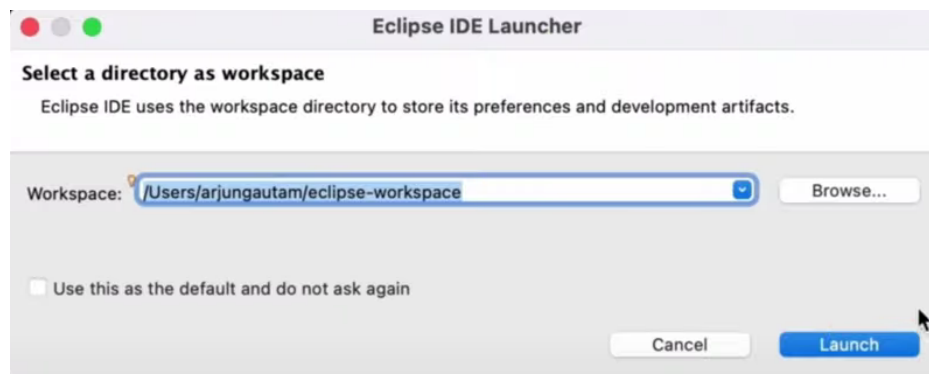 Eclipse IDE Launcher
Select a directory as workspace
Eclipse IDE uses the workspace directory to store its preferences and development artifacts.
Workspace: /Users/arjungautam/eclipse-workspace Browse...
Use this as the default and do not ask again
Cancel Launch